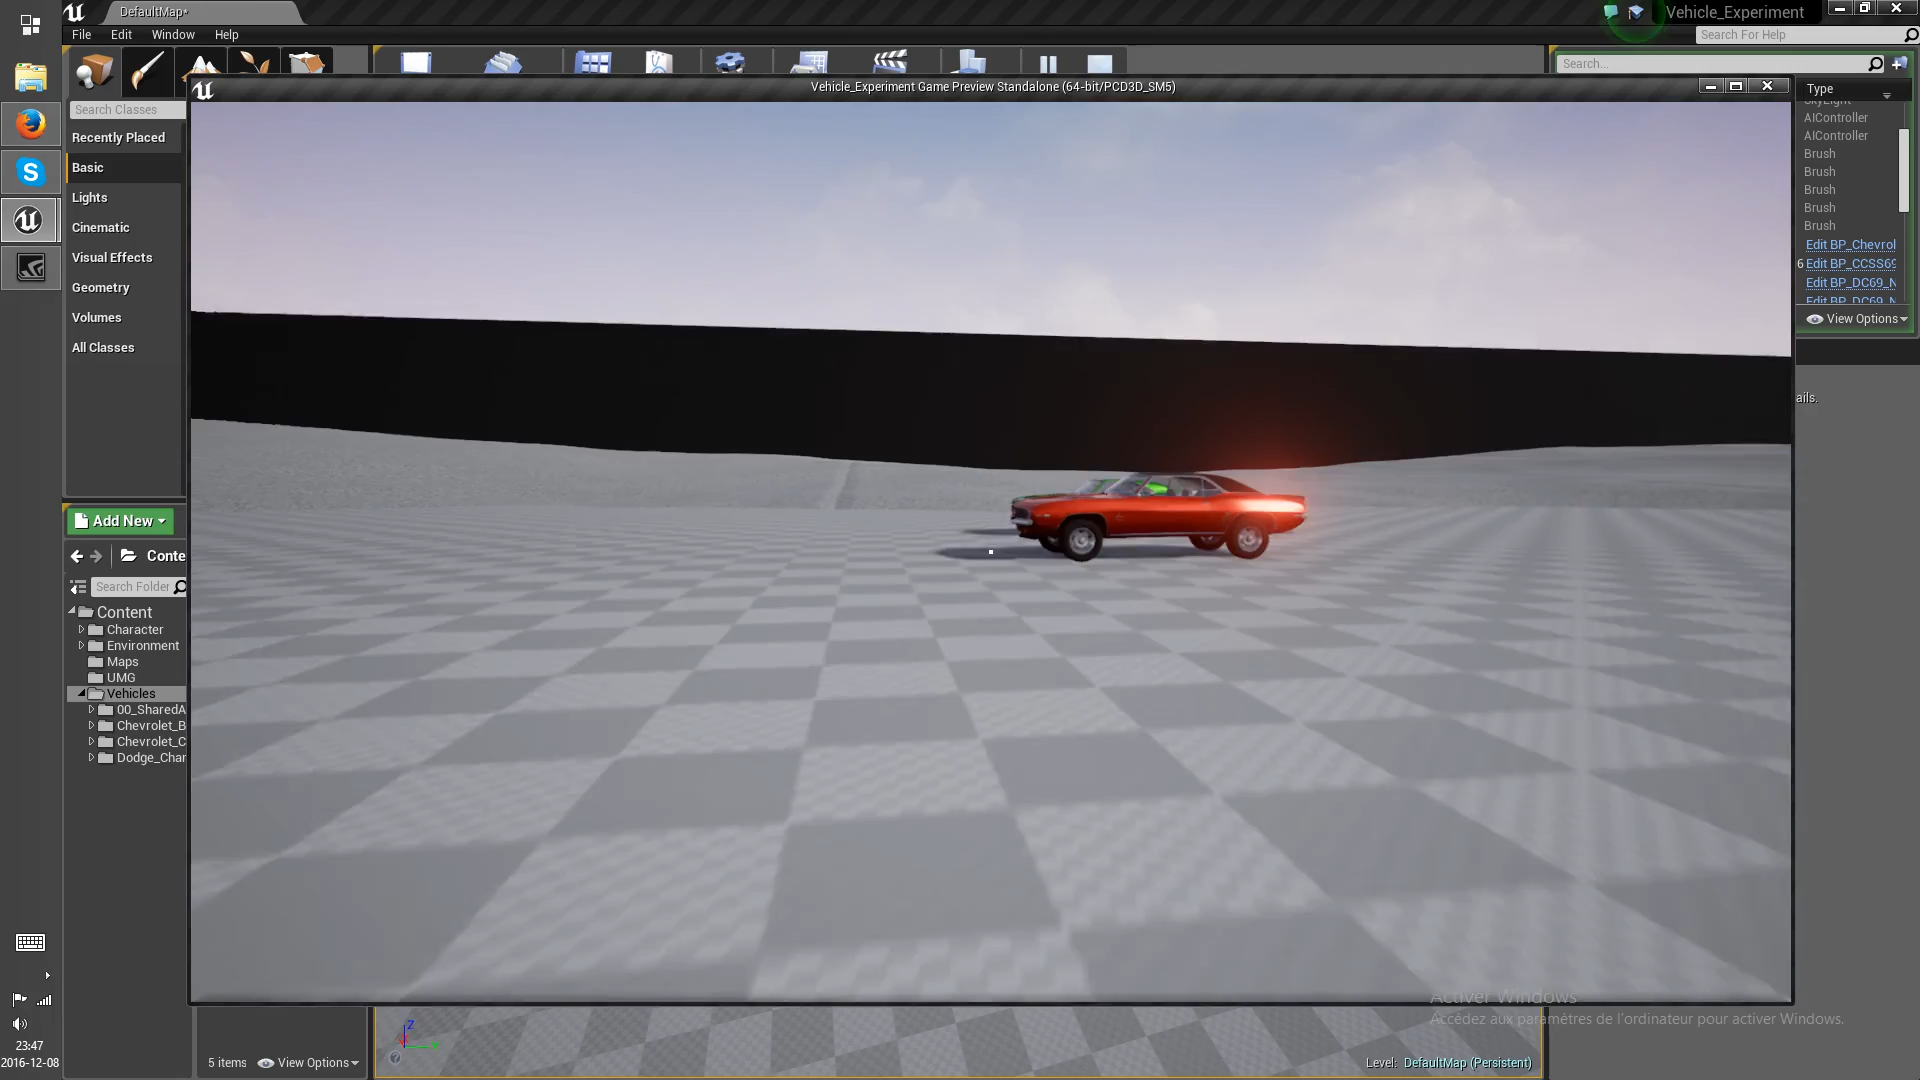 DefaultMap*
Vehicle_Experiment
File Edit Window Help
Search For Help
Search...
Vehicle_Experiment Game Preview Standalone (64-bit/PCD3D_SM5)
Type
Search Classes
SkyLight
AIController
AIController
Recently Placed
Brush
Basic
Brush
Brush
Lights
Brush
Brush
Cinematic
Edit BP_Chevrol
Visual Effects
6 Edit BP_CCSS69
Edit BP_DC69_N
Geometry
Edit BP_DC69_N
Volumes
View Options
All Classes
ails.
Add New
Conte
Search Folder
Content
Character
Environment
Maps
UMG
Vehicles
00_SharedA
Chevrolet_B
Chevrolet_C
Dodge_Char
Activer Windows
Accédez aux paramètres de l'ordinateur pour activer Windows.
Z
Y
23:47
2016-12-08
5 items View Options
Level: DefaultMap (Persistent)